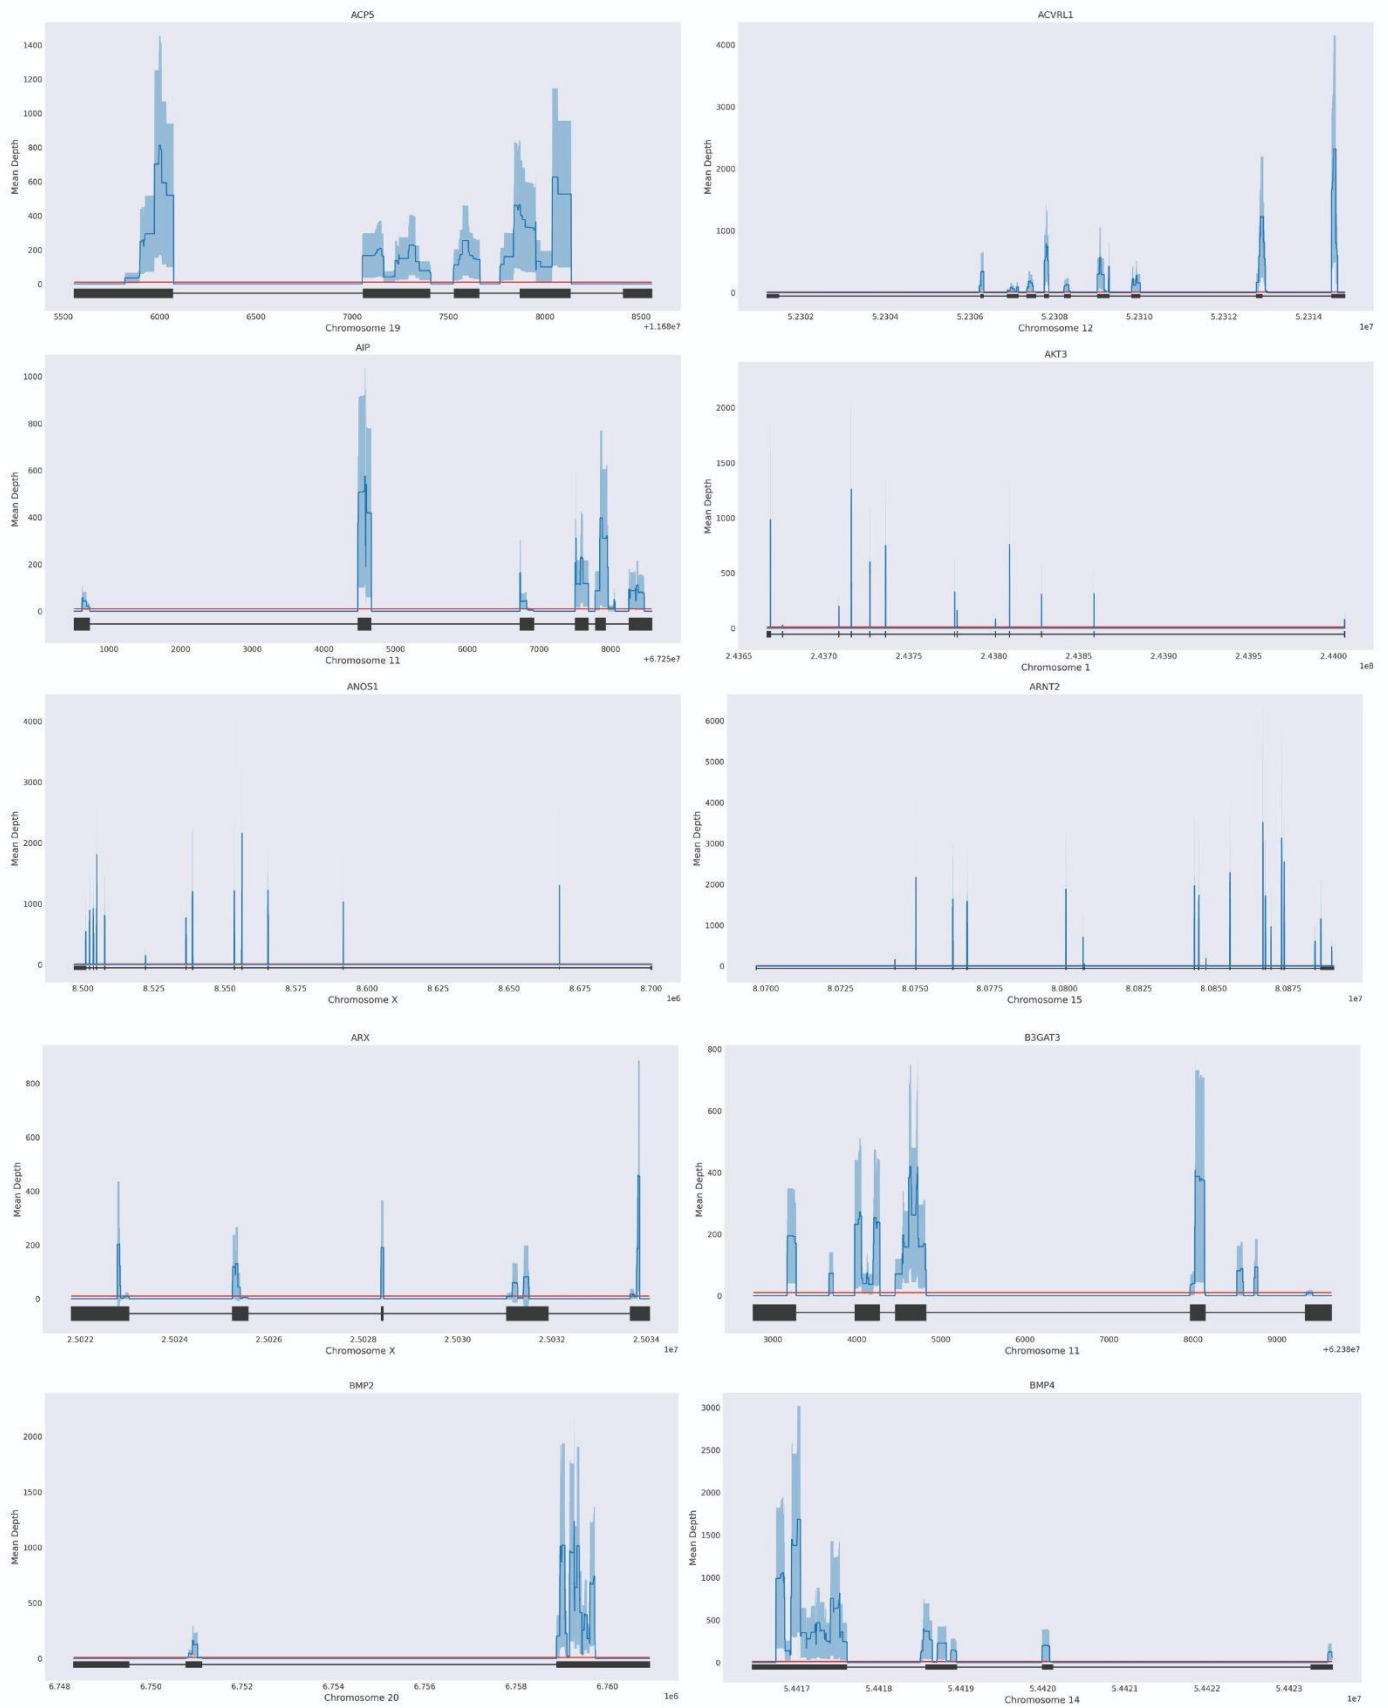 ACP5
1400
1200
1000
800
600
400
200
0
Mean Depth
5500 6000 6500 7000 7500 8000 8500
Chromosome 19
+1.168e7
ACVRL1
4000
3000
2000
1000
0
Mean Depth
5.2302 5.2304 5.2306 5.2308 5.2310 5.2312 5.2314
Chromosome 12
1e7
AIP
1000
800
600
400
200
0
Mean Depth
1000 2000 3000 4000 5000 6000 7000 8000
Chromosome 11
+6.725e7
AKT3
2000
1500
1000
500
0
Mean Depth
2.4365 2.4370 2.4375 2.4380 2.4385 2.4390 2.4395 2.4400
Chromosome 1
1e8
ANOS1
4000
3000
2000
1000
0
Mean Depth
8.500 8.525 8.550 8.575 8.600 8.625 8.650 8.675 8.700
Chromosome X
1e6
ARNT2
6000
5000
4000
3000
2000
1000
0
Mean Depth
8.0700 8.0725 8.0750 8.0775 8.0800 8.0825 8.0850 8.0875
Chromosome 15
1e7
ARX
800
600
400
200
0
Mean Depth
2.5022 2.5024 2.5026 2.5028 2.5030 2.5032 2.5034
Chromosome X
1e7
B3GAT3
800
600
400
200
0
Mean Depth
3000 4000 5000 6000 7000 8000 9000
Chromosome 11
+6.238e7
BMP2
2000
1500
1000
500
0
Mean Depth
6.748 6.750 6.752 6.754 6.756 6.758 6.760
Chromosome 20
1e6
BMP4
3000
2500
2000
1500
1000
500
0
Mean Depth
5.4417 5.4418 5.4419 5.4420 5.4421 5.4422 5.4423
Chromosome 14
1e7